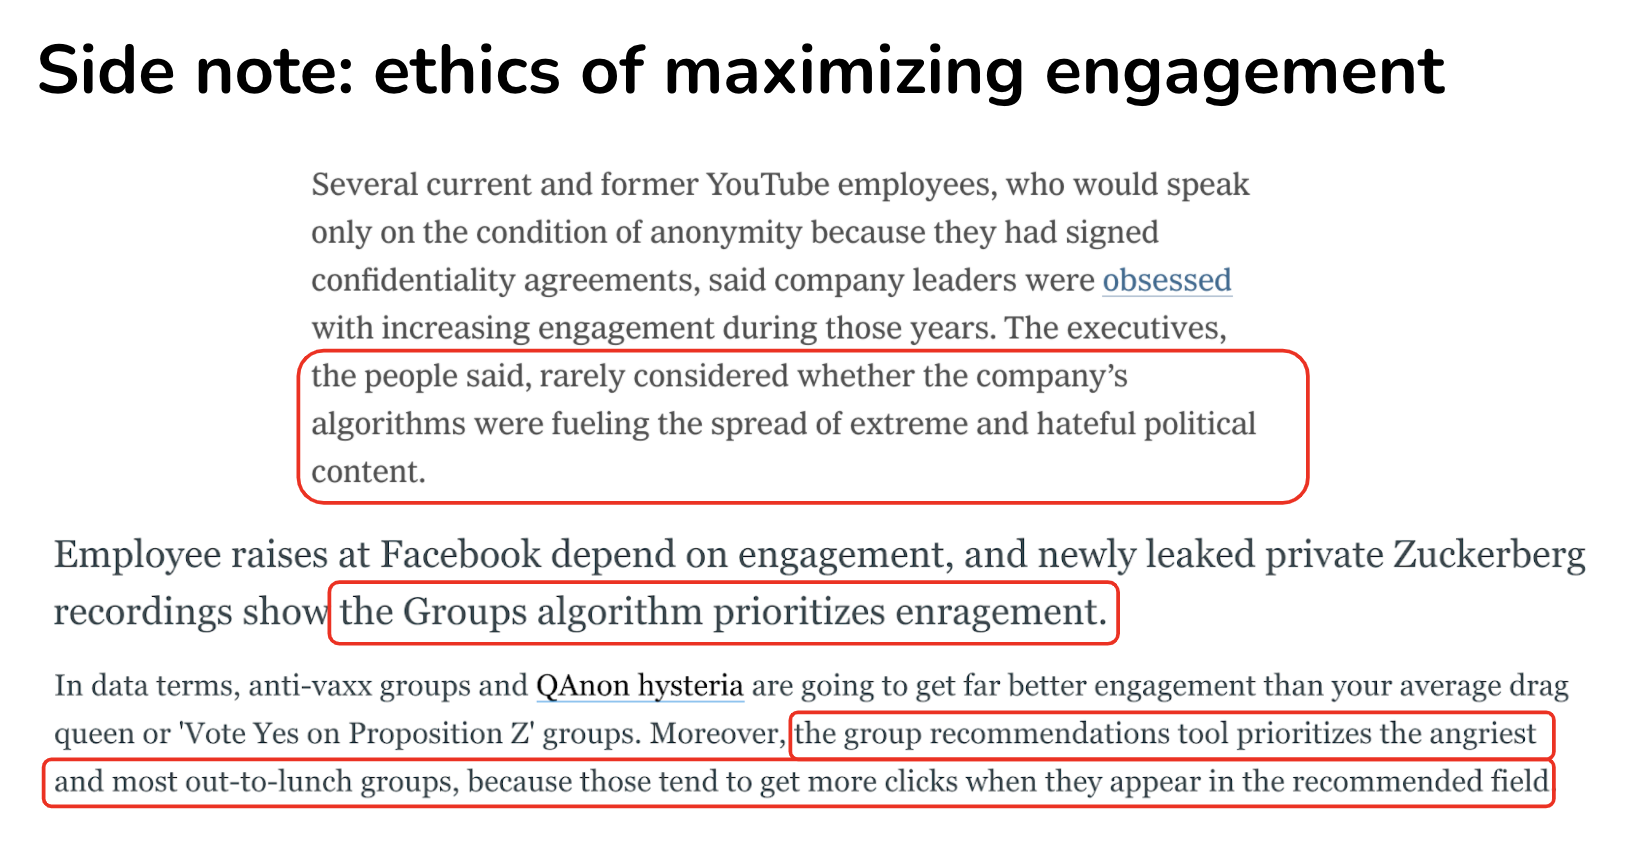 Side note: ethics of maximizing engagement
Several current and former YouTube employees, who would speak
only on the condition of anonymity because they had signed
confidentiality agreements, said company leaders were obsessed
with increasing engagement during those years. The executives,
the people said, rarely considered whether the company’s
algorithms were fueling the spread of extreme and hateful political
content.
Employee raises at Facebook depend on engagement, and newly leaked private Zuckerberg
recordings show the Groups algorithm prioritizes enragement.
In data terms, anti-vaxx groups and QAnon hysteria are going to get far better engagement than your average drag
queen or 'Vote Yes on Proposition Z' groups. Moreover, the group recommendations tool prioritizes the angriest
and most out-to-lunch groups, because those tend to get more clicks when they appear in the recommended field